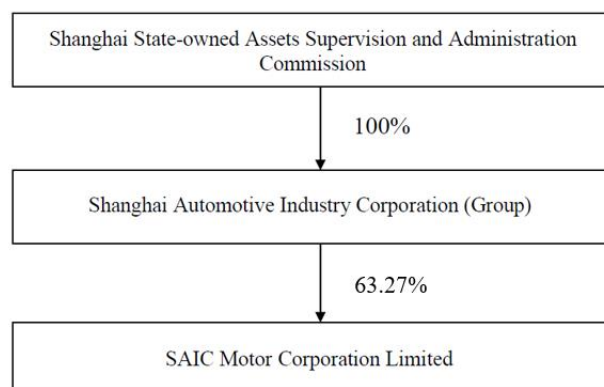 Shanghai State-owned Assets Supervision and Administration
Commission
100%
Shanghai Automotive Industry Corporation (Group)
63.27%
SAIC Motor Corporation Limited